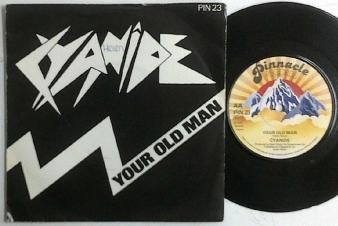 PIN 23
CYANIDE
YOUR OLD MAN
Pinnacle
AA
PIN 23
YOUR OLD MAN
CYANIDE